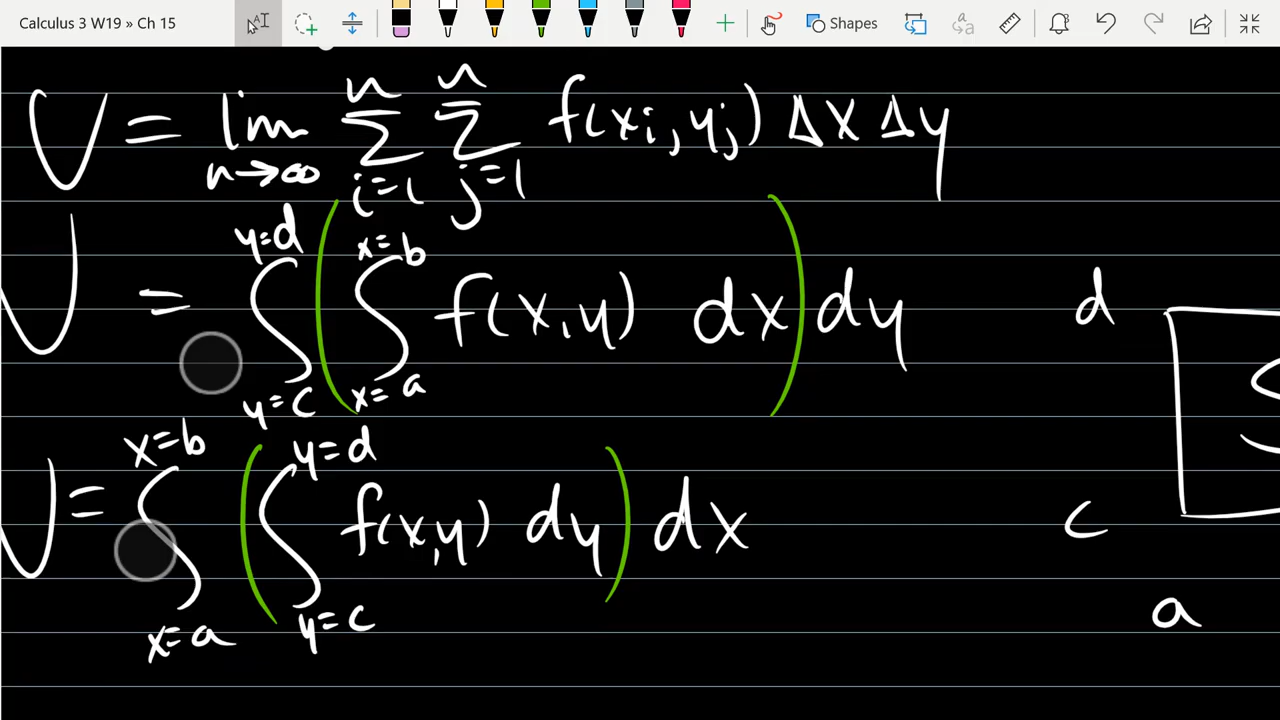 Calculus 3 W19 » Ch 15
Shapes
V = lim n→∞ Σ i=1 n Σ j=1 n f(xi, yj) Δx Δy
V = ∫ y=c y=d ( ∫ x=a x=b f(x,y) dx ) dy
d
V = ∫ x=a x=b ( ∫ y=c y=d f(x,y) dy ) dx
c
a